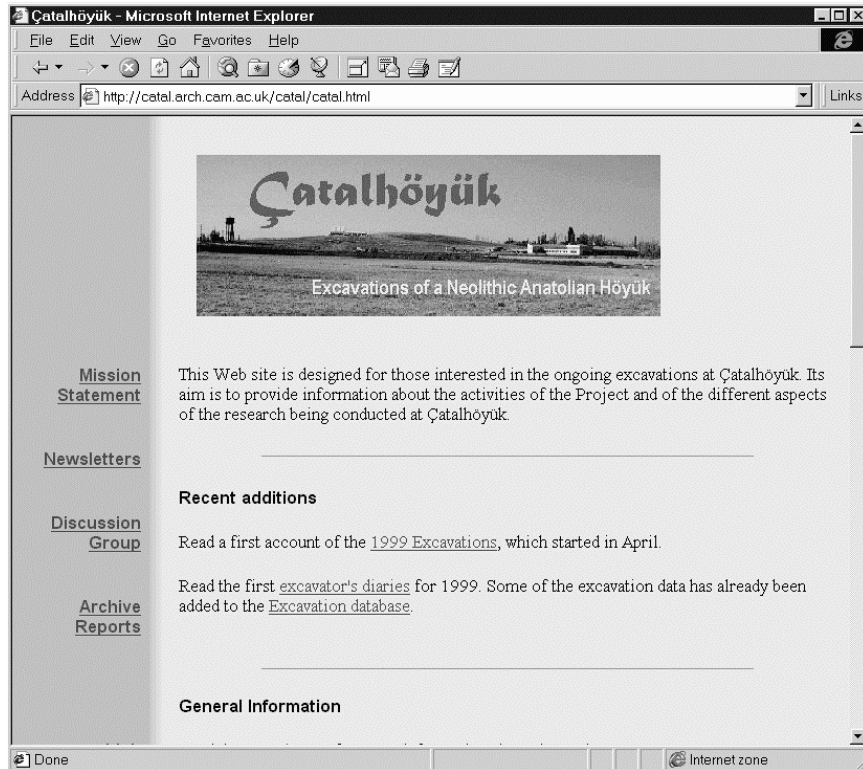 Çatalhöyük - Microsoft Internet Explorer
File Edit View Go Favorites Help
Address http://catal.arch.cam.ac.uk/catal/catal.html Links
Çatalhöyük
Excavations of a Neolithic Anatolian Höyük
Mission
Statement
Newsletters
Discussion
Group
Archive
Reports
This Web site is designed for those interested in the ongoing excavations at Çatalhöyük. Its
aim is to provide information about the activities of the Project and of the different aspects
of the research being conducted at Çatalhöyük.
Recent additions
Read a first account of the 1999 Excavations, which started in April.
Read the first excavator's diaries for 1999. Some of the excavation data has already been
added to the Excavation database.
General Information
Done
Internet zone